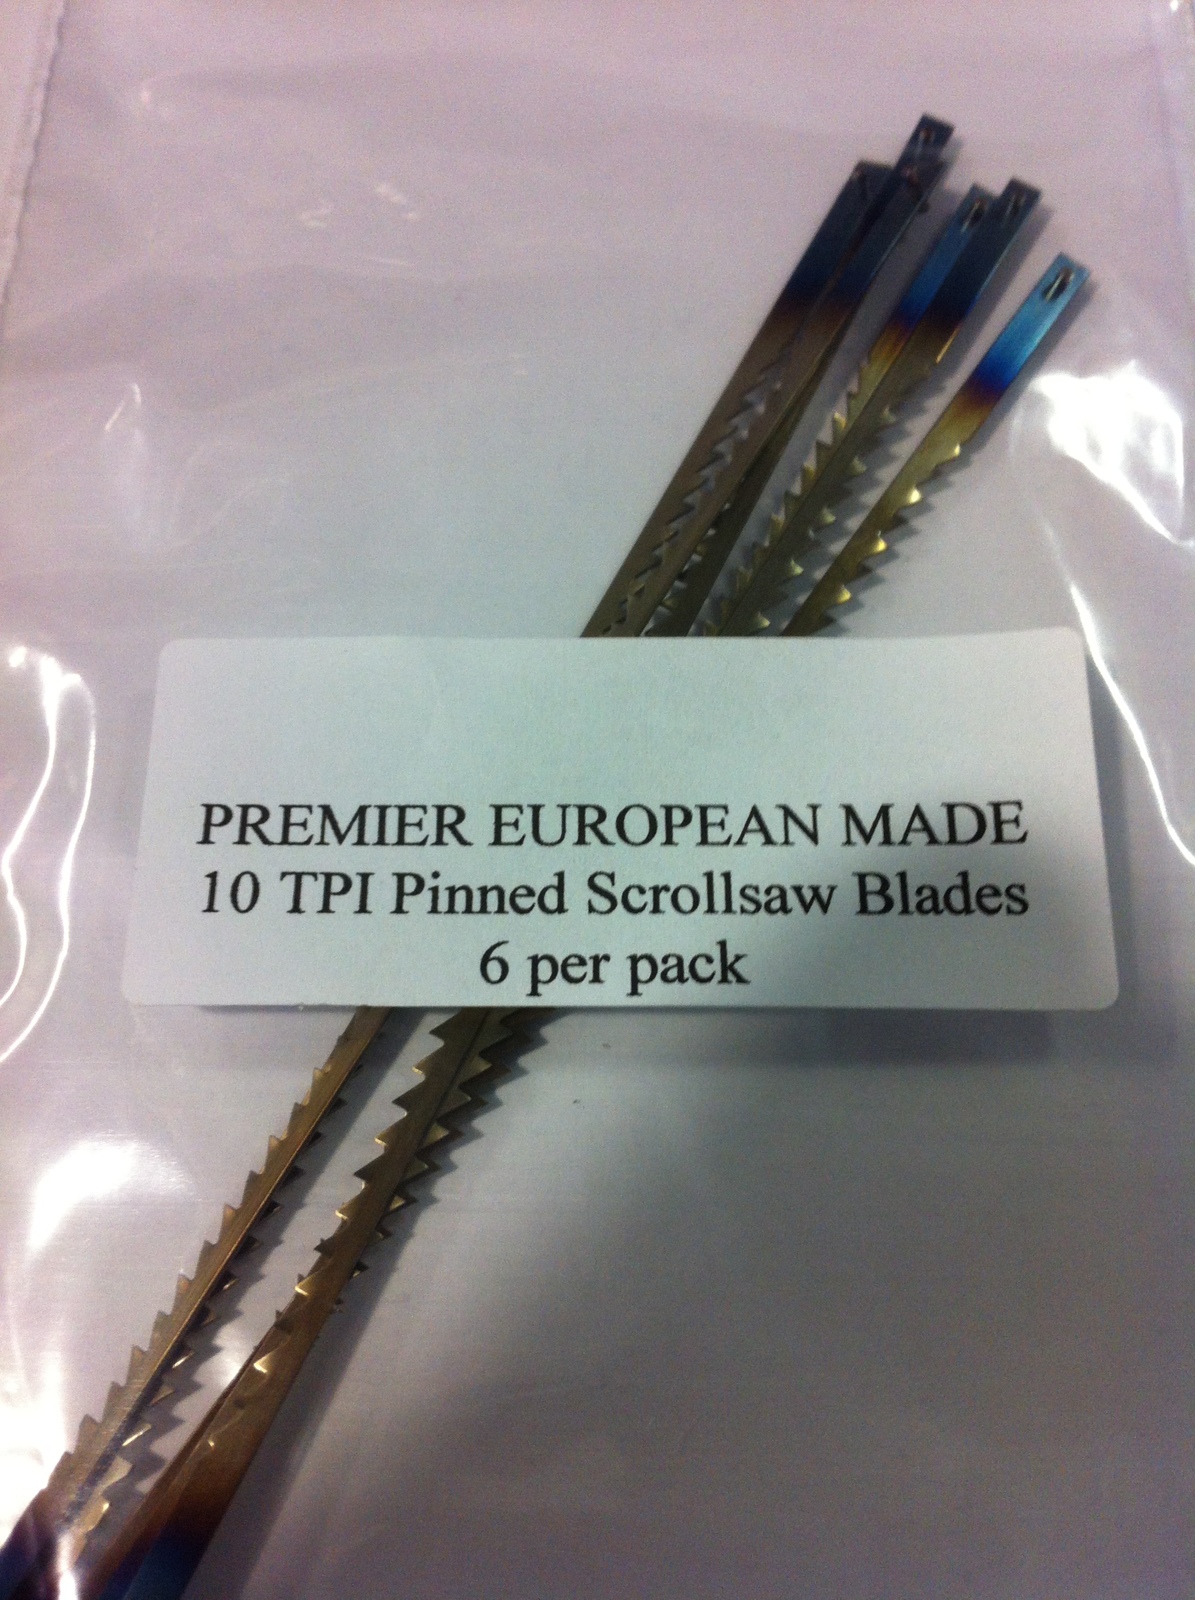 PREMIER EUROPEAN MADE
10 TPI Pinned Scrollsaw Blades
6 per pack